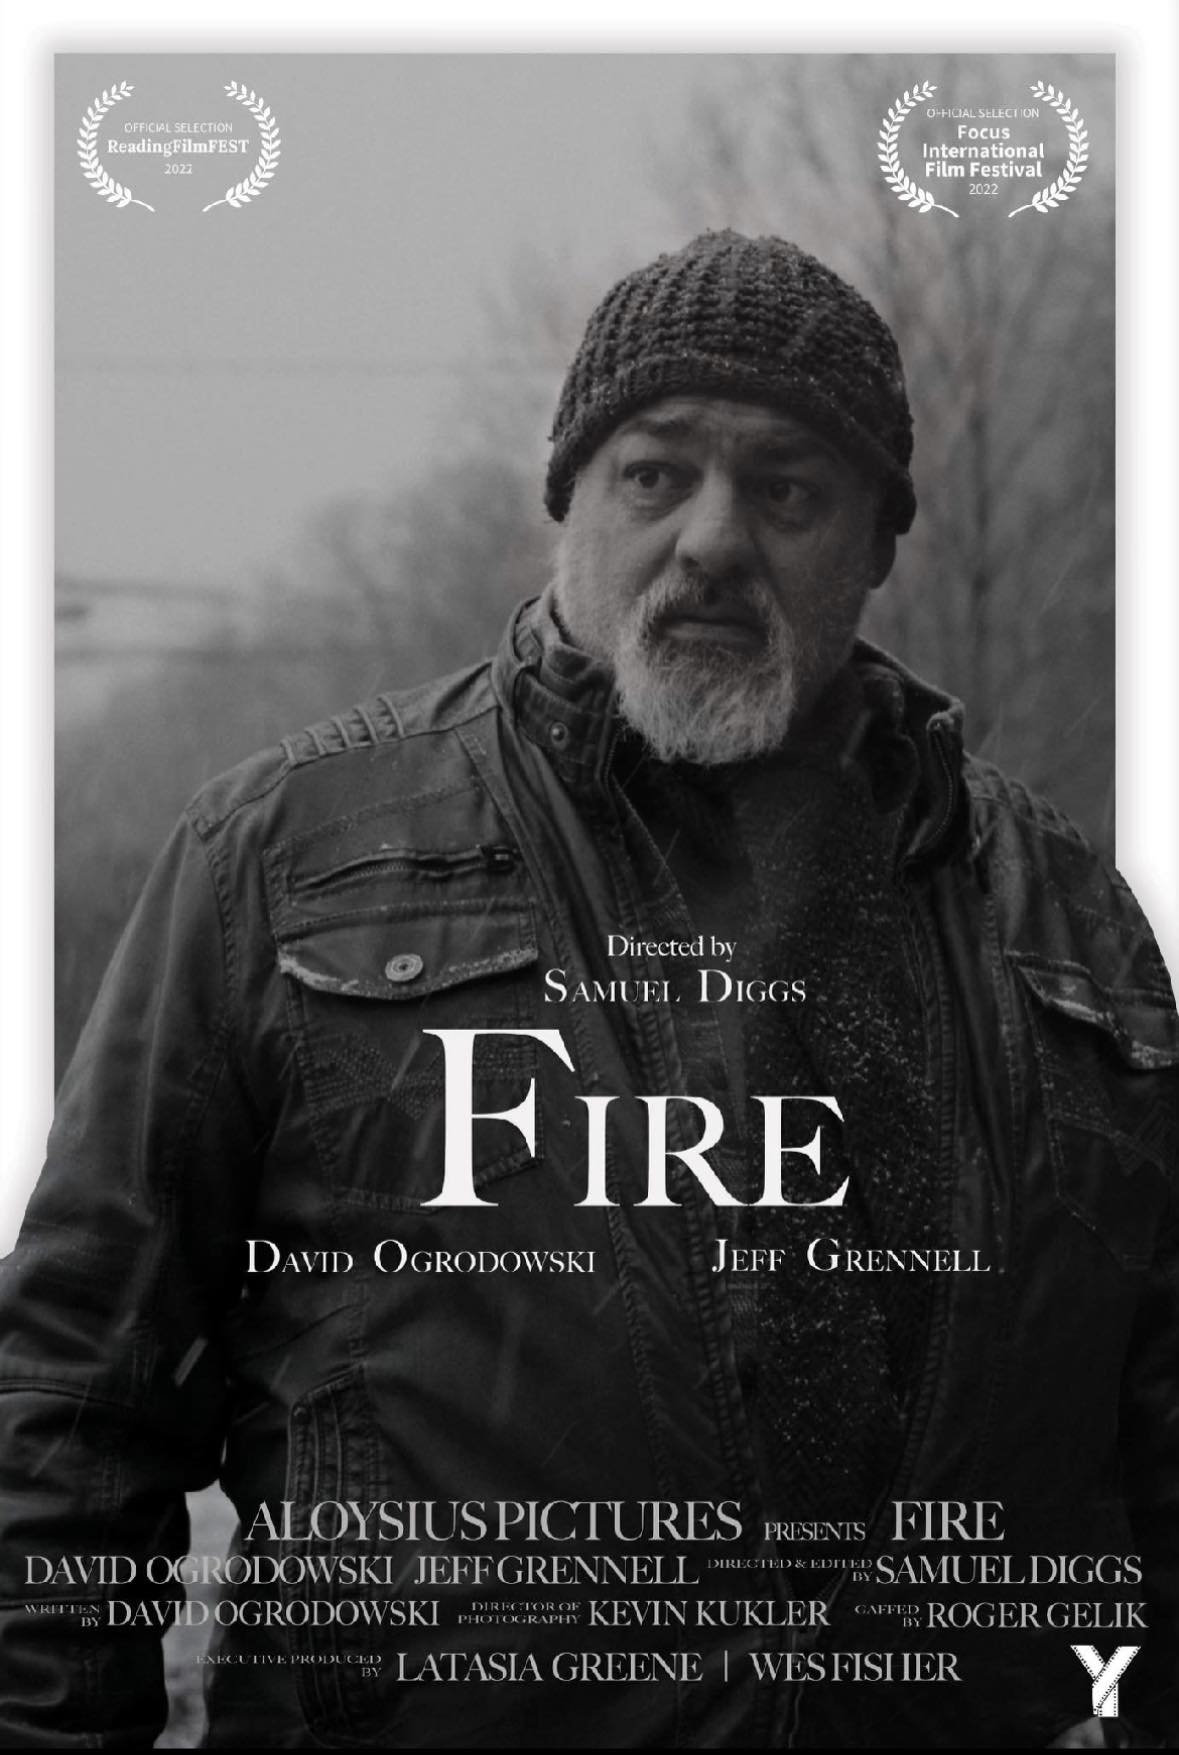 OFFICIAL SELECTION
ReadingFilmFEST
2022
OFFICIAL SELECTION
Focus
International
Film Festival
2022
Directed by
SAMUEL DIGGS
FIRE
DAVID OGRODOWSKI JEFF GRENNELL
ALOYSIUS PICTURES PRESENTS FIRE
DAVID OGRODOWSKI JEFF GRENNELL DIRECTED & EDITED BY SAMUEL DIGGS
WRITTEN BY DAVID OGRODOWSKI DIRECTOR OF PHOTOGRAPHY KEVIN KUKLER GAFFED BY ROGER GELIK
EXECUTIVE PRODUCED BY LATASIA GREENE | WES FISHER
Y